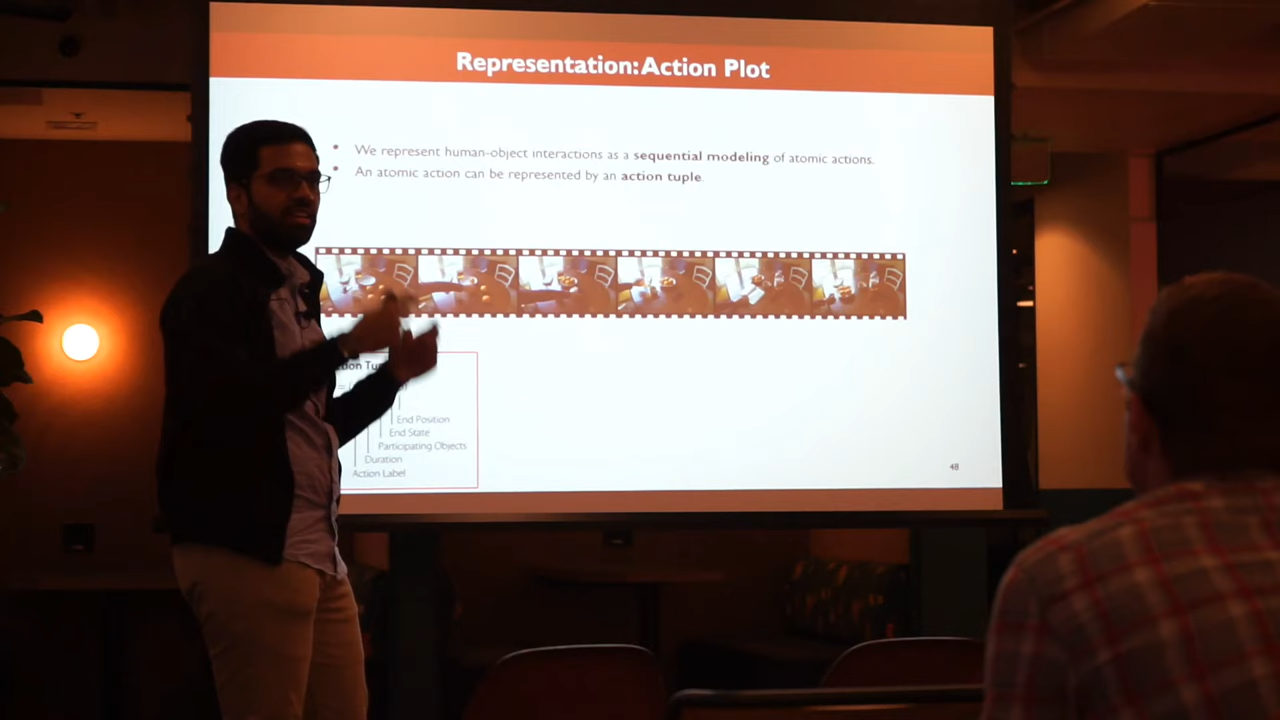 Representation: Action Plot
We represent human-object interactions as a sequential modeling of atomic actions.
An atomic action can be represented by an action tuple.
End Position
End State
Participating Objects
Duration
Action Label
48